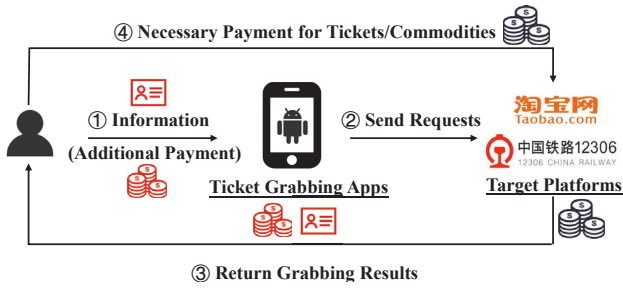 ④ Necessary Payment for Tickets/Commodities
① Information
(Additional Payment)
② Send Requests
淘宝网
Taobao.com
中国铁路12306
12306 CHINA RAILWAY
Ticket Grabbing Apps
Target Platforms
③ Return Grabbing Results